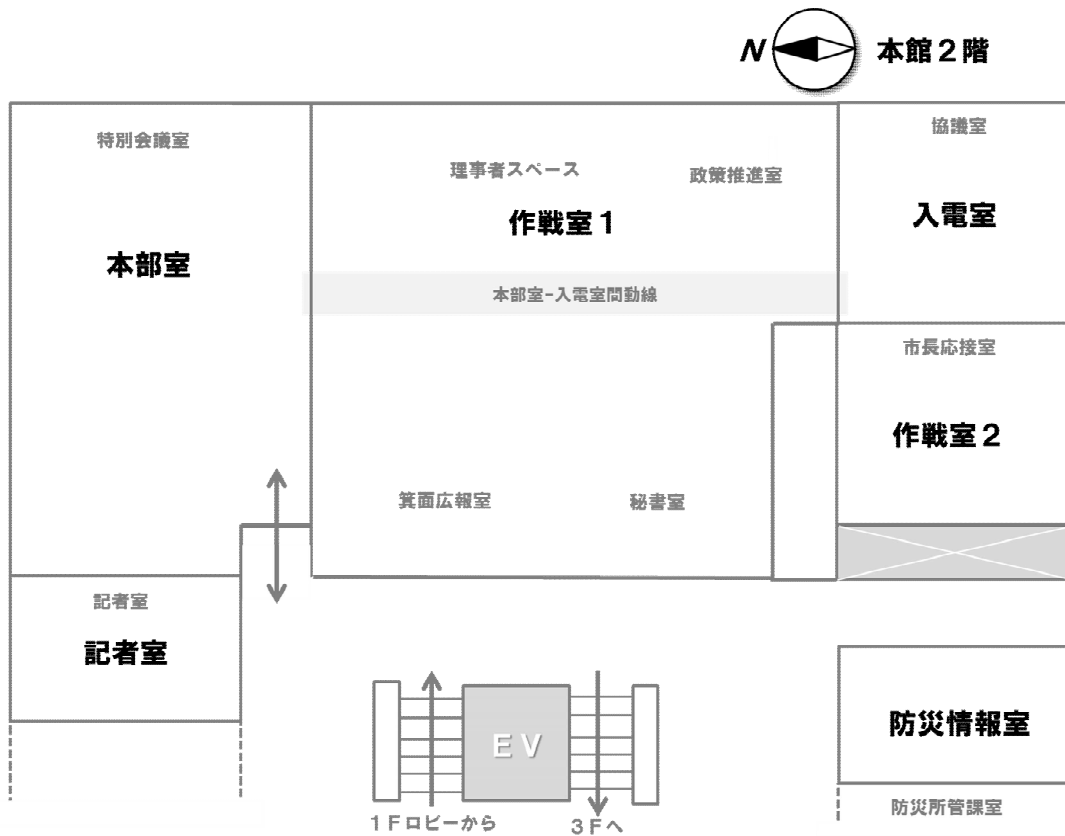 N
本館2階
特別会議室
本部室
理事者スペース
政策推進室
作戦室1
協議室
入電室
本部室-入電室間動線
市長応接室
作戦室2
箕面広報室
秘書室
記者室
記者室
EV
1Fロビーから
3Fへ
防災情報室
防災所管課室